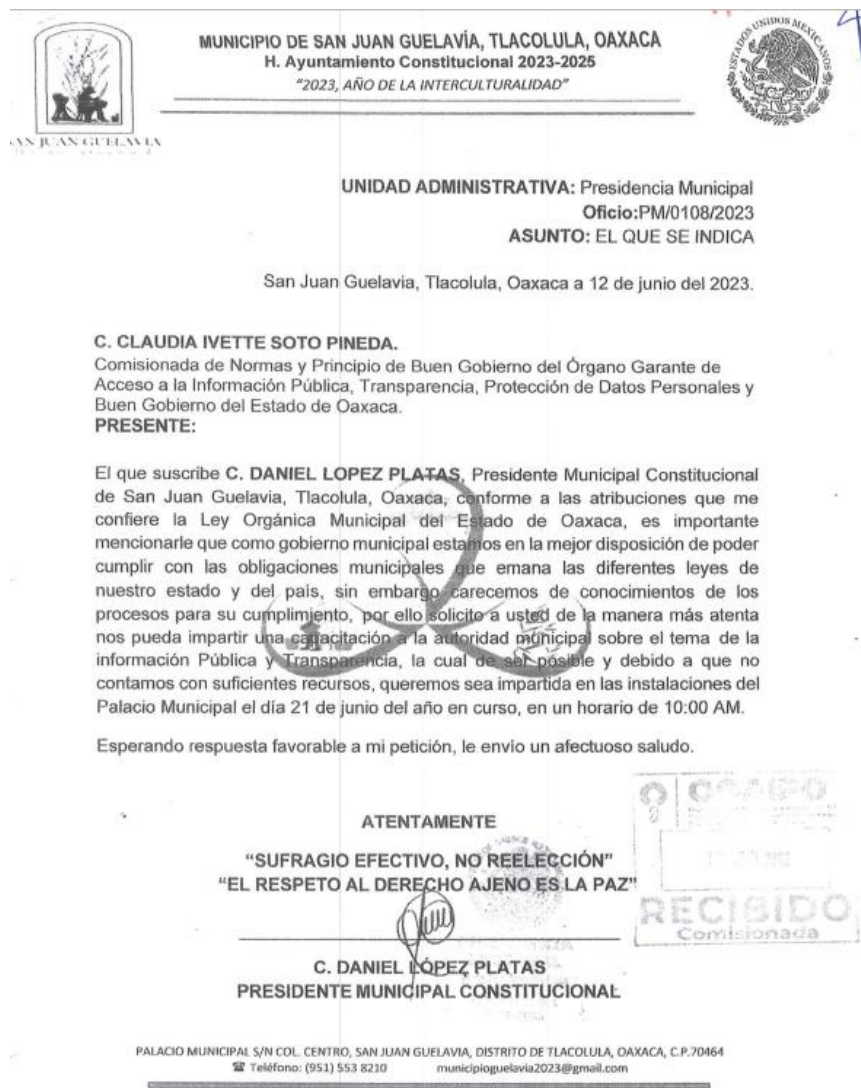 MUNICIPIO DE SAN JUAN GUELAVÍA, TLACOLULA, OAXACA
H. Ayuntamiento Constitucional 2023-2025
"2023, AÑO DE LA INTERCULTURALIDAD"
ESTADOS UNIDOS MEXICANOS
SAN JUAN GUELAVIA
UNIDAD ADMINISTRATIVA: Presidencia Municipal
Oficio:PM/0108/2023
ASUNTO: EL QUE SE INDICA
San Juan Guelavia, Tlacolula, Oaxaca a 12 de junio del 2023.
C. CLAUDIA IVETTE SOTO PINEDA.
Comisionada de Normas y Principio de Buen Gobierno del Órgano Garante de
Acceso a la Información Pública, Transparencia, Protección de Datos Personales y
Buen Gobierno del Estado de Oaxaca.
PRESENTE:
El que suscribe C. DANIEL LOPEZ PLATAS, Presidente Municipal Constitucional
de San Juan Guelavia, Tlacolula, Oaxaca, conforme a las atribuciones que me
confiere la Ley Orgánica Municipal del Estado de Oaxaca, es importante
mencionarle que como gobierno municipal estamos en la mejor disposición de poder
cumplir con las obligaciones municipales que emana las diferentes leyes de
nuestro estado y del país, sin embargo carecemos de conocimientos de los
procesos para su cumplimiento, por ello solicito a usted de la manera más atenta
nos pueda impartir una capacitación a la autoridad municipal sobre el tema de la
información Pública y Transparencia, la cual de ser posible y debido a que no
contamos con suficientes recursos, queremos sea impartida en las instalaciones del
Palacio Municipal el día 21 de junio del año en curso, en un horario de 10:00 AM.
Esperando respuesta favorable a mi petición, le envio un afectuoso saludo.
ATENTAMENTE
"SUFRAGIO EFECTIVO, NO REELECCIÓN"
"EL RESPETO AL DERECHO AJENO ES LA PAZ"
RECIBIDO
Comisionada
C. DANIEL LÓPEZ PLATAS
PRESIDENTE MUNICIPAL CONSTITUCIONAL
PALACIO MUNICIPAL S/N COL. CENTRO, SAN JUAN GUELAVIA, DISTRITO DE TLACOLULA, OAXACA, C.P.70464
Teléfono: (951) 553 8210 municipioguelavia2023@gmail.com